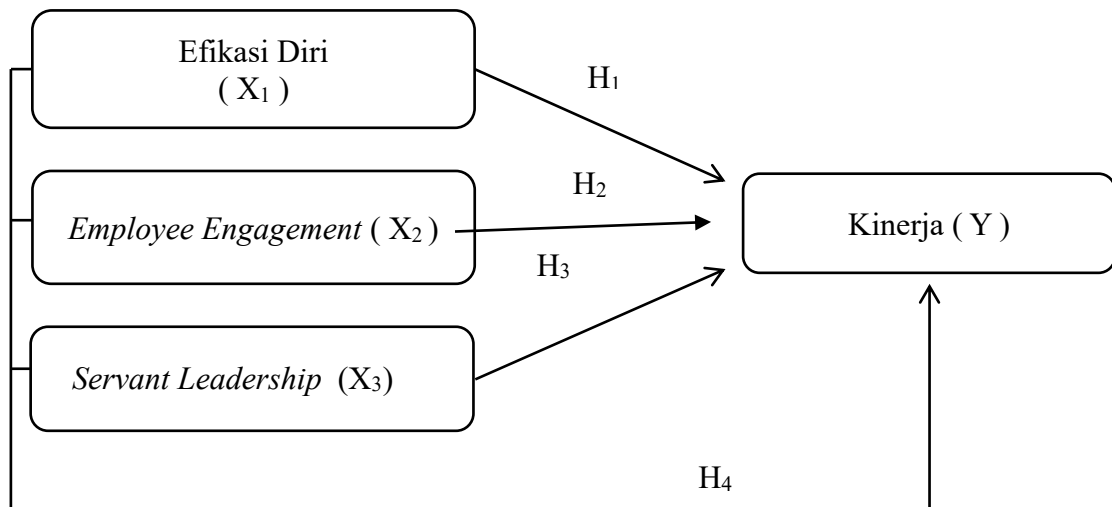 Efikasi Diri
( X₁ )
H₁
H₂
Employee Engagement ( X₂ )
Kinerja ( Y )
H₃
Servant Leadership (X₃)
H₄